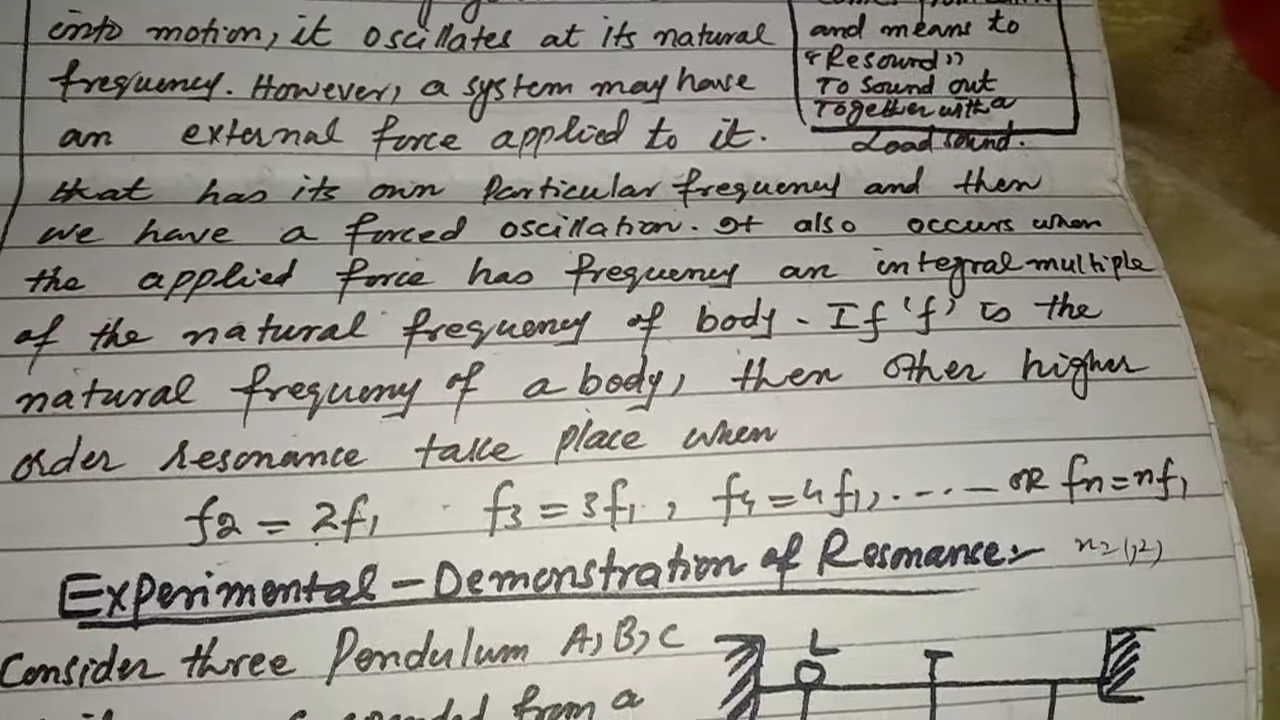 into motion, it oscillates at its natural
frequency. However, a system may have
an external force applied to it.
and means to
"Resound"
To Sound out
Together with a
Load sound.
that has its own Particular frequency and then
we have a forced oscillation. It also occurs when
the applied force has frequency an integral multiple
of the natural frequency of body. If 'f' is the
natural frequency of a body, then other higher
order resonance take place when
f2 = 2f1 f3 = 3f1, f4 = 4f1, ..... OR fn = nf1
Experimental - Demonstration of Resonance
Consider three Pendulum A, B, C
L
from a